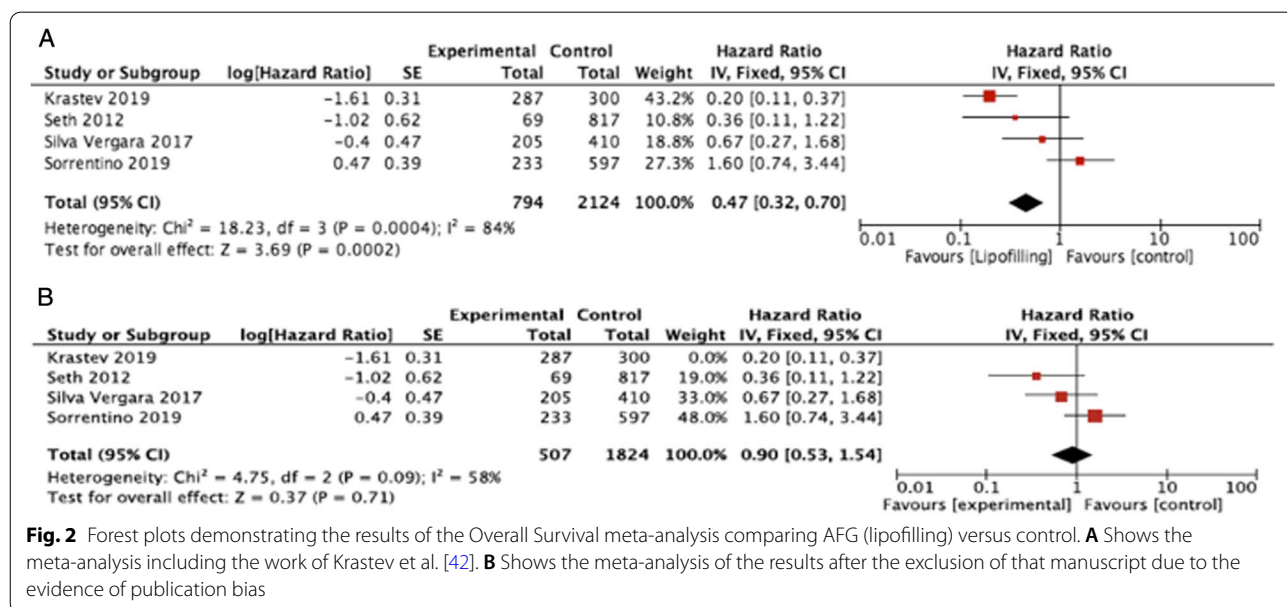 A
Experimental Control Hazard Ratio Hazard Ratio
Study or Subgroup log[Hazard Ratio] SE Total Total Weight IV, Fixed, 95% CI IV, Fixed, 95% CI
Krastev 2019 -1.61 0.31 287 300 43.2% 0.20 [0.11, 0.37]
Seth 2012 -1.02 0.62 69 817 10.8% 0.36 [0.11, 1.22]
Silva Vergara 2017 -0.4 0.47 205 410 18.8% 0.67 [0.27, 1.68]
Sorrentino 2019 0.47 0.39 233 597 27.3% 1.60 [0.74, 3.44]
Total (95% CI) 794 2124 100.0% 0.47 [0.32, 0.70]
Heterogeneity: Chi² = 18.23, df = 3 (P = 0.0004); I² = 84%
Test for overall effect: Z = 3.69 (P = 0.0002)
0.01 0.1 1 10 100
Favours [Lipofilling] Favours [control]
B
Experimental Control Hazard Ratio Hazard Ratio
Study or Subgroup log[Hazard Ratio] SE Total Total Weight IV, Fixed, 95% CI IV, Fixed, 95% CI
Krastev 2019 -1.61 0.31 287 300 0.0% 0.20 [0.11, 0.37]
Seth 2012 -1.02 0.62 69 817 19.0% 0.36 [0.11, 1.22]
Silva Vergara 2017 -0.4 0.47 205 410 33.0% 0.67 [0.27, 1.68]
Sorrentino 2019 0.47 0.39 233 597 48.0% 1.60 [0.74, 3.44]
Total (95% CI) 507 1824 100.0% 0.90 [0.53, 1.54]
Heterogeneity: Chi² = 4.75, df = 2 (P = 0.09); I² = 58%
Test for overall effect: Z = 0.37 (P = 0.71)
0.01 0.1 1 10 100
Favours [experimental] Favours [control]
Fig. 2 Forest plots demonstrating the results of the Overall Survival meta-analysis comparing AFG (lipofilling) versus control. A Shows the
meta-analysis including the work of Krastev et al. [42]. B Shows the meta-analysis of the results after the exclusion of that manuscript due to the
evidence of publication bias